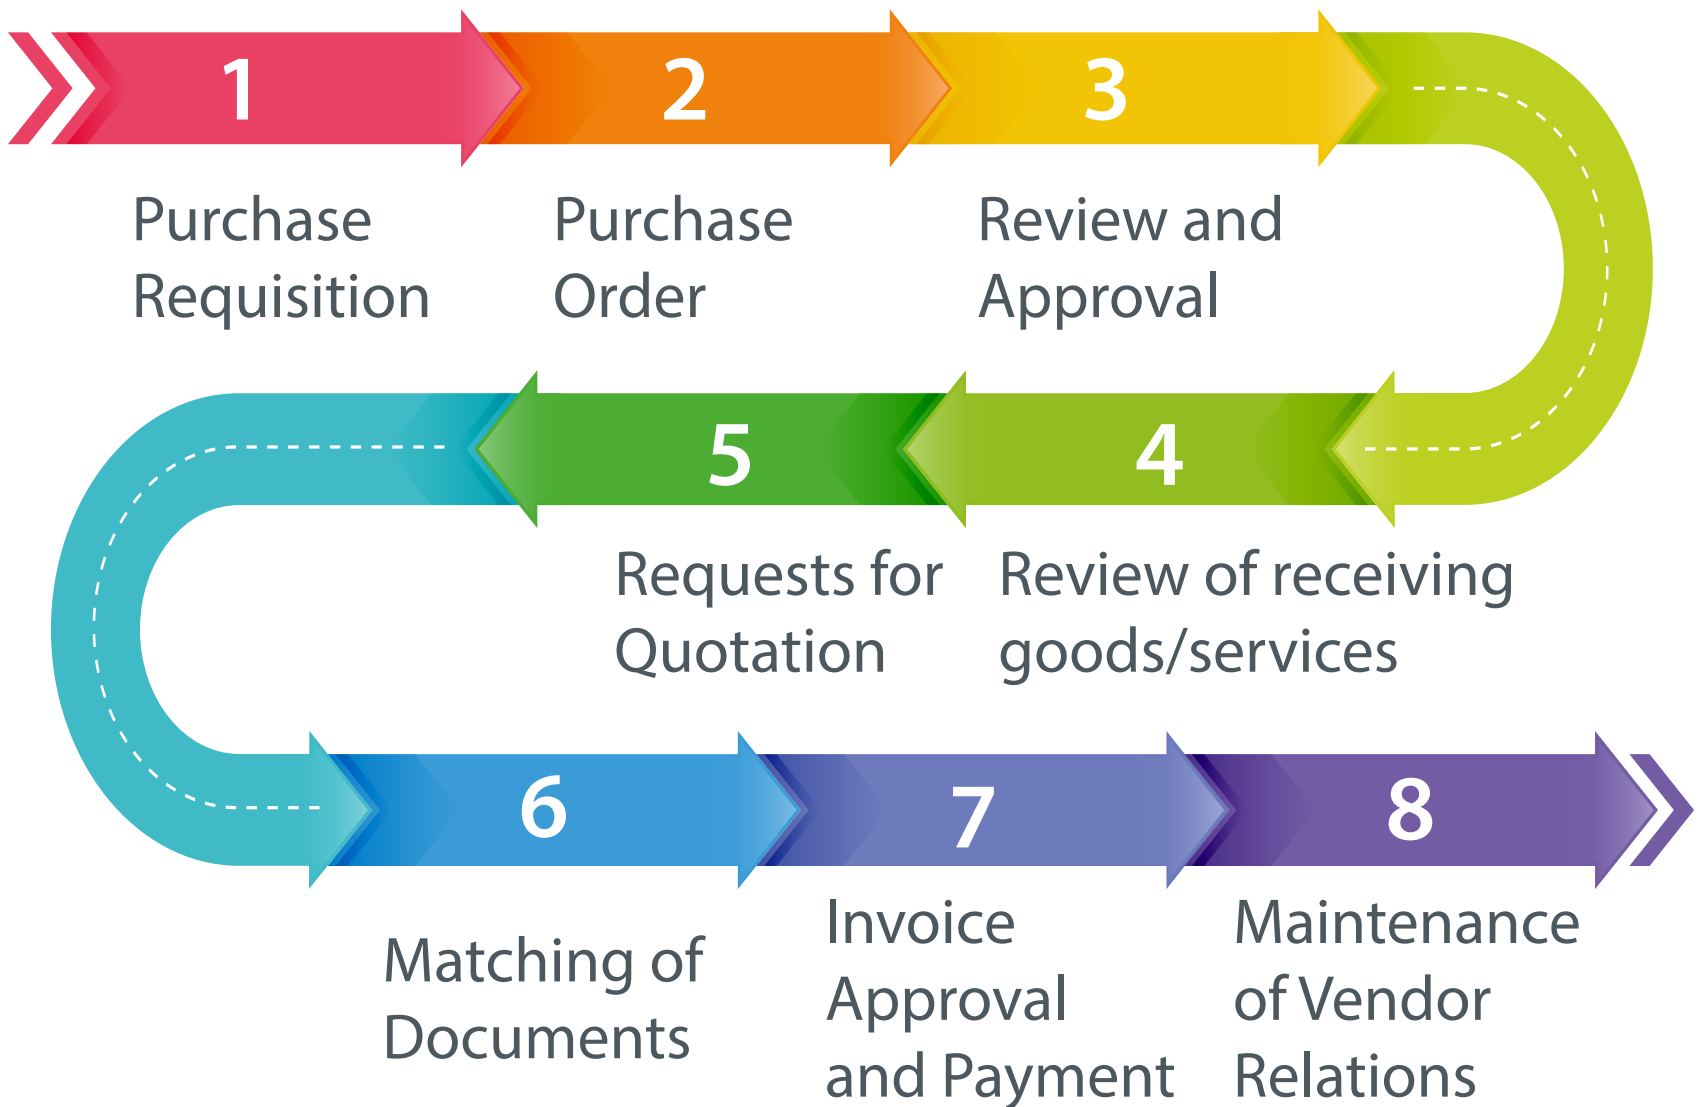 1
Purchase
Requisition
2
Purchase
Order
3
Review and
Approval
4
Review of receiving
goods/services
5
Requests for
Quotation
6
Matching of
Documents
7
Invoice
Approval
and Payment
8
Maintenance
of Vendor
Relations